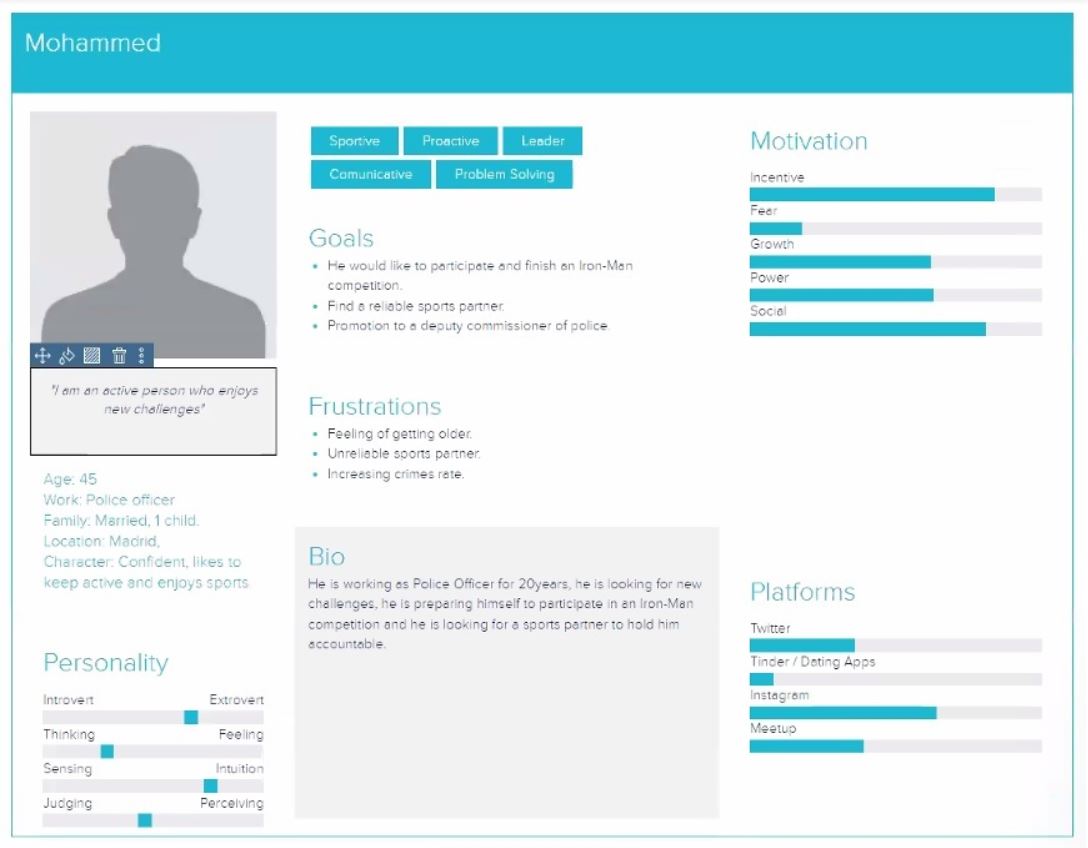 Mohammed
Sportive
Proactive
Leader
Comunicative
Problem Solving
Goals
He would like to participate and finish an Iron-Man
competition.
Find a reliable sports partner.
Promotion to a deputy commissioner of police.
Frustrations
Feeling of getting older.
Unreliable sports partner.
Increasing crimes rate.
"I am an active person who enjoys
new challenges"
Age: 45
Work: Police officer
Family: Married, 1 child.
Location: Madrid,
Character: Confident, likes to
keep active and enjoys sports
Personality
Introvert Extrovert
Thinking Feeling
Sensing Intuition
Judging Perceiving
Bio
He is working as Police Officer for 20years, he is looking for new
challenges, he is preparing himself to participate in an Iron-Man
competition and he is looking for a sports partner to hold him
accountable.
Motivation
Incentive
Fear
Growth
Power
Social
Platforms
Twitter
Tinder / Dating Apps
Instagram
Meetup